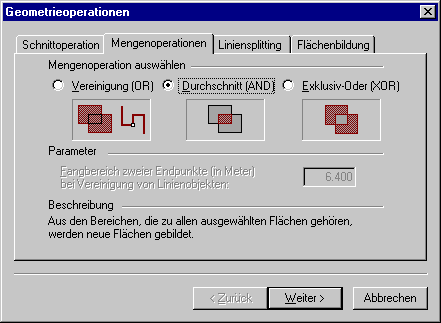 Geometrieoperationen
Schnittoperation Mengenoperationen Liniensplitting Flächenbildung
Mengenoperation auswählen
Vereinigung (OR) Durchschnitt (AND) Exklusiv-Oder (XOR)
Parameter
Fangbereich zweier Endpunkte (in Meter)
bei Vereinigung von Linienobjekten:
6.400
Beschreibung
Aus den Bereichen, die zu allen ausgewählten Flächen gehören,
werden neue Flächen gebildet.
< Zurück Weiter > Abbrechen